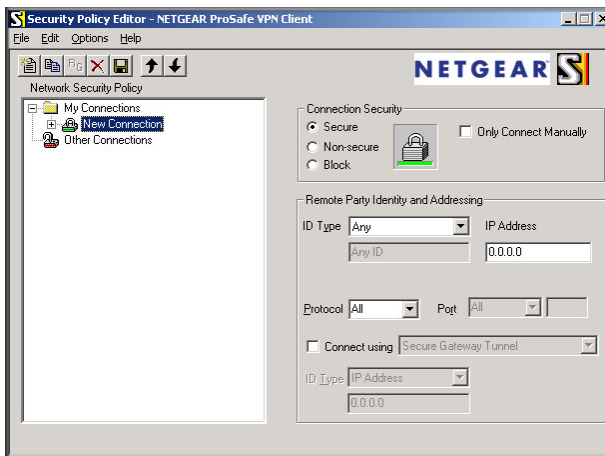 Security Policy Editor - NETGEAR ProSafe VPN Client
File Edit Options Help
NETGEAR S
Network Security Policy
My Connections
New Connection
Other Connections
Connection Security
Secure
Non-secure
Block
Only Connect Manually
Remote Party Identity and Addressing
ID Type Any IP Address
Any ID 0.0.0.0
Protocol All Port All
Connect using Secure Gateway Tunnel
ID Type IP Address
0.0.0.0